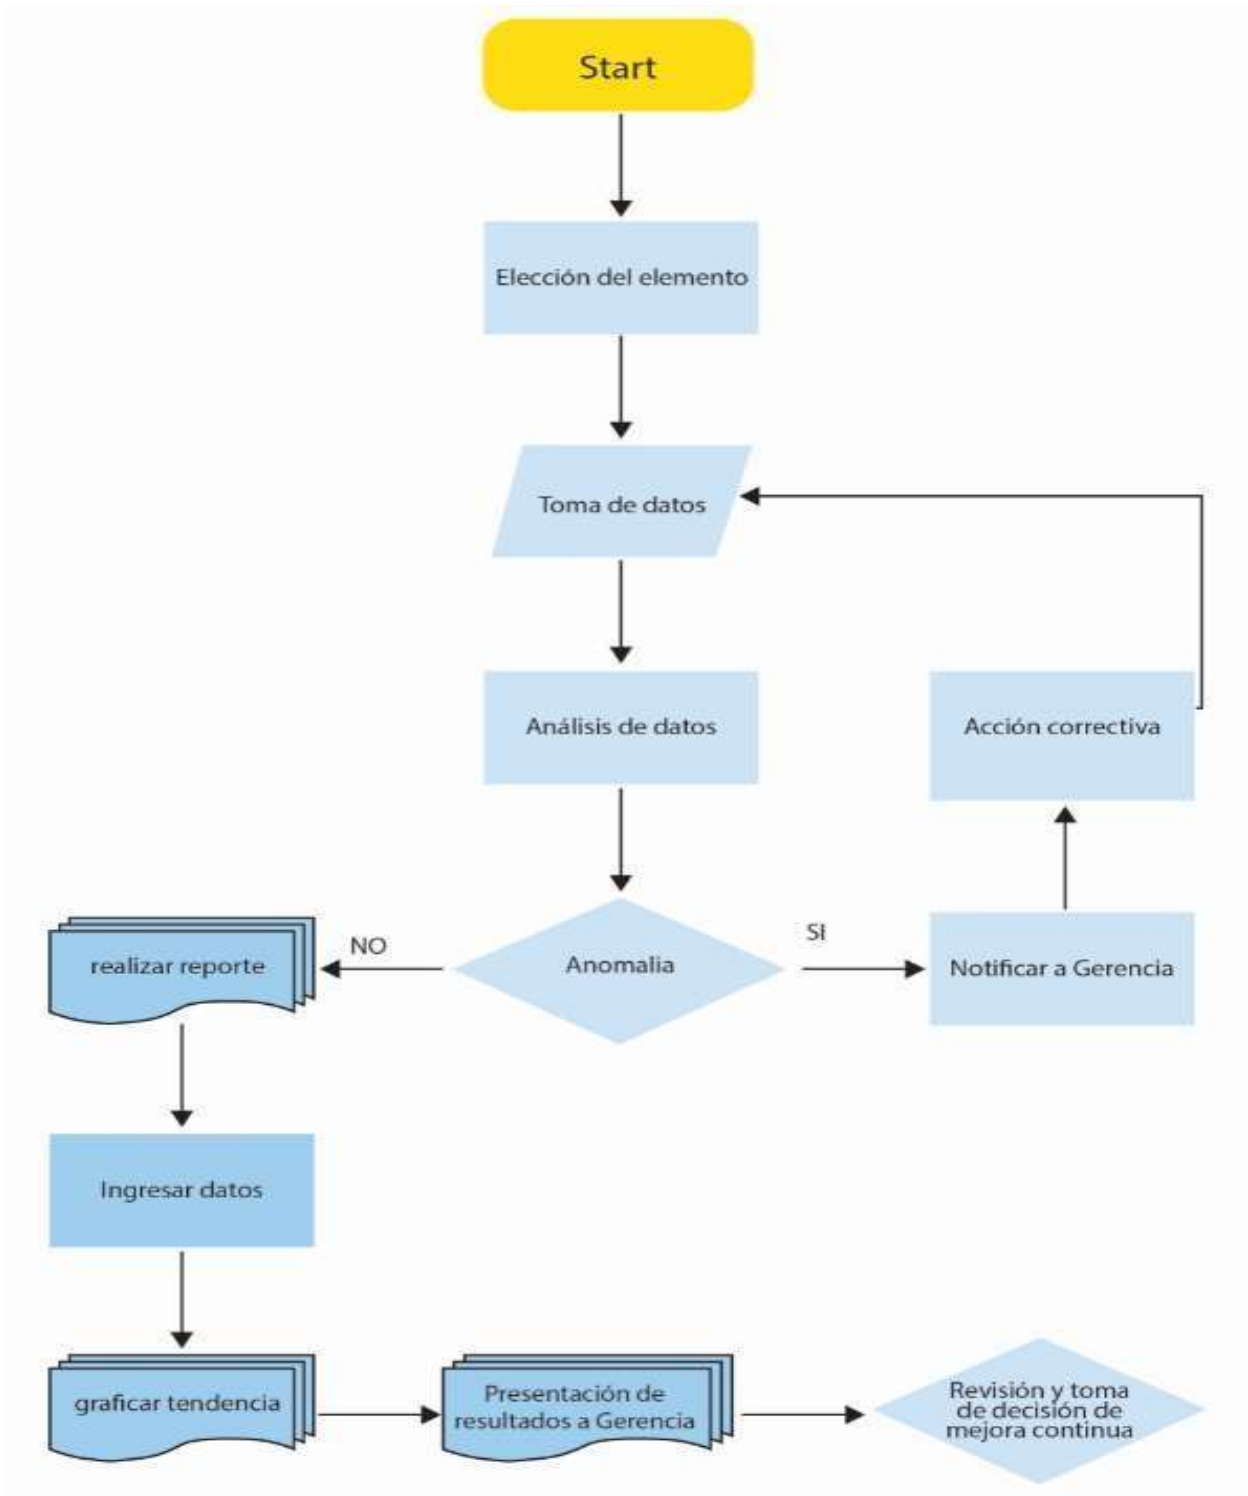 Start
Elección del elemento
Toma de datos
Análisis de datos
Acción correctiva
NO
SI
realizar reporte
Anomalia
Notificar a Gerencia
Ingresar datos
graficar tendencia
Presentación de
resultados a Gerencia
Revisión y toma
de decisión de
mejora continua